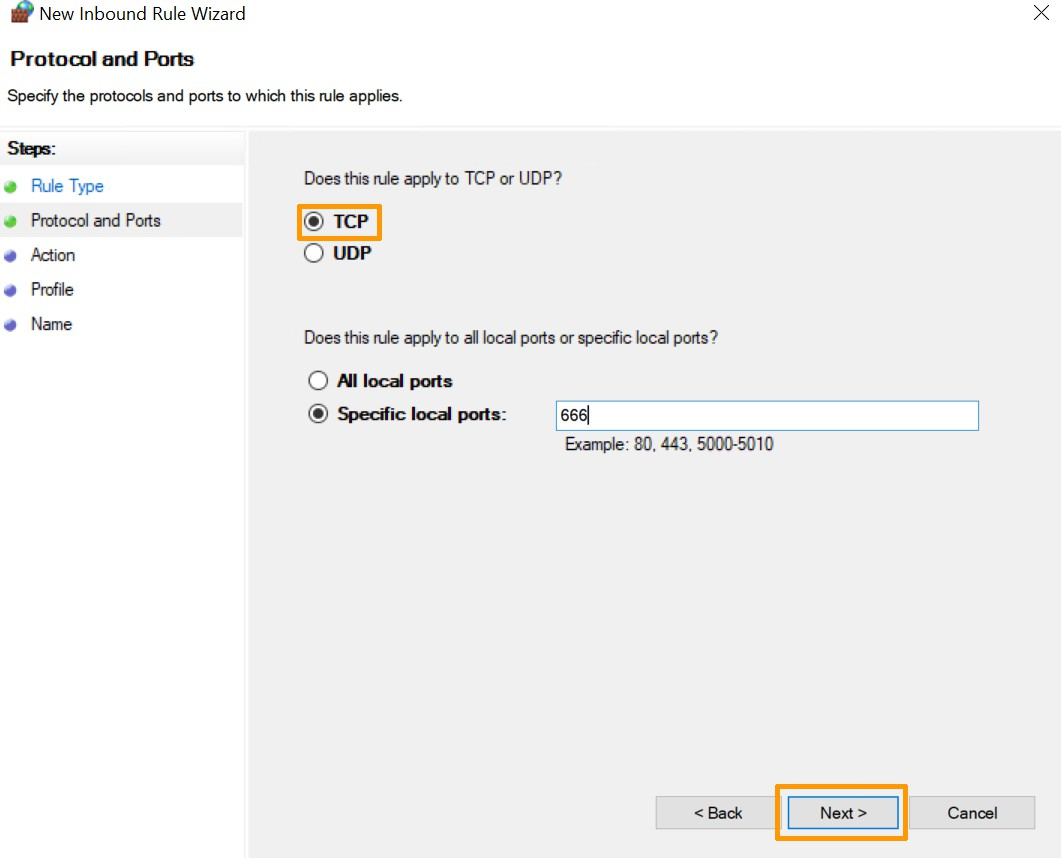 New Inbound Rule Wizard
Protocol and Ports
Specify the protocols and ports to which this rule applies.
Steps:
Rule Type
Protocol and Ports
Action
Profile
Name
Does this rule apply to TCP or UDP?
TCP
UDP
Does this rule apply to all local ports or specific local ports?
All local ports
Specific local ports:
666
Example: 80, 443, 5000-5010
< Back
Next >
Cancel